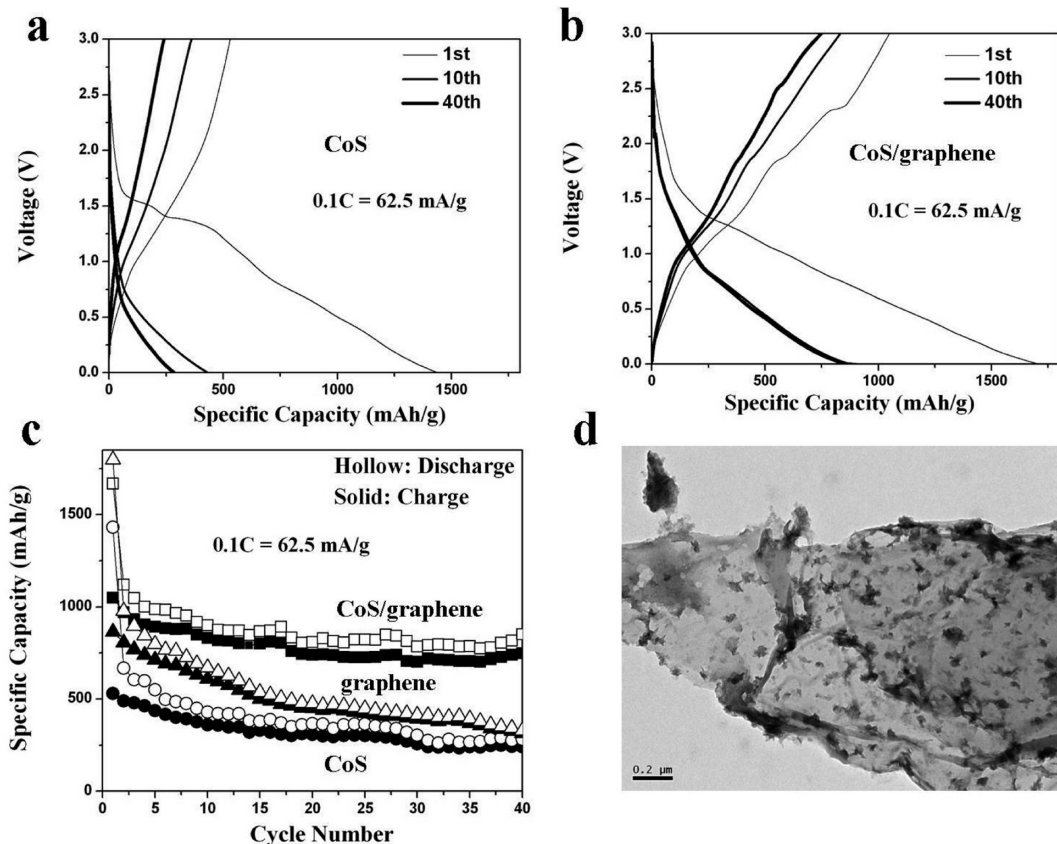 a
3.0
2.5
2.0
1.5
1.0
0.5
0.0
Voltage (V)
1st
10th
40th
CoS
0.1C = 62.5 mA/g
0
500
1000
1500
Specific Capacity (mAh/g)
b
3.0
2.5
2.0
1.5
1.0
0.5
0.0
Voltage (V)
1st
10th
40th
CoS/graphene
0.1C = 62.5 mA/g
0
500
1000
1500
Specific Capacity (mAh/g)
c
Hollow: Discharge
Solid: Charge
0.1C = 62.5 mA/g
1750
1500
1250
1000
750
500
250
0
Specific Capacity (mAh/g)
CoS/graphene
graphene
CoS
0
5
10
15
20
25
30
35
40
Cycle Number
d
0.2 μm